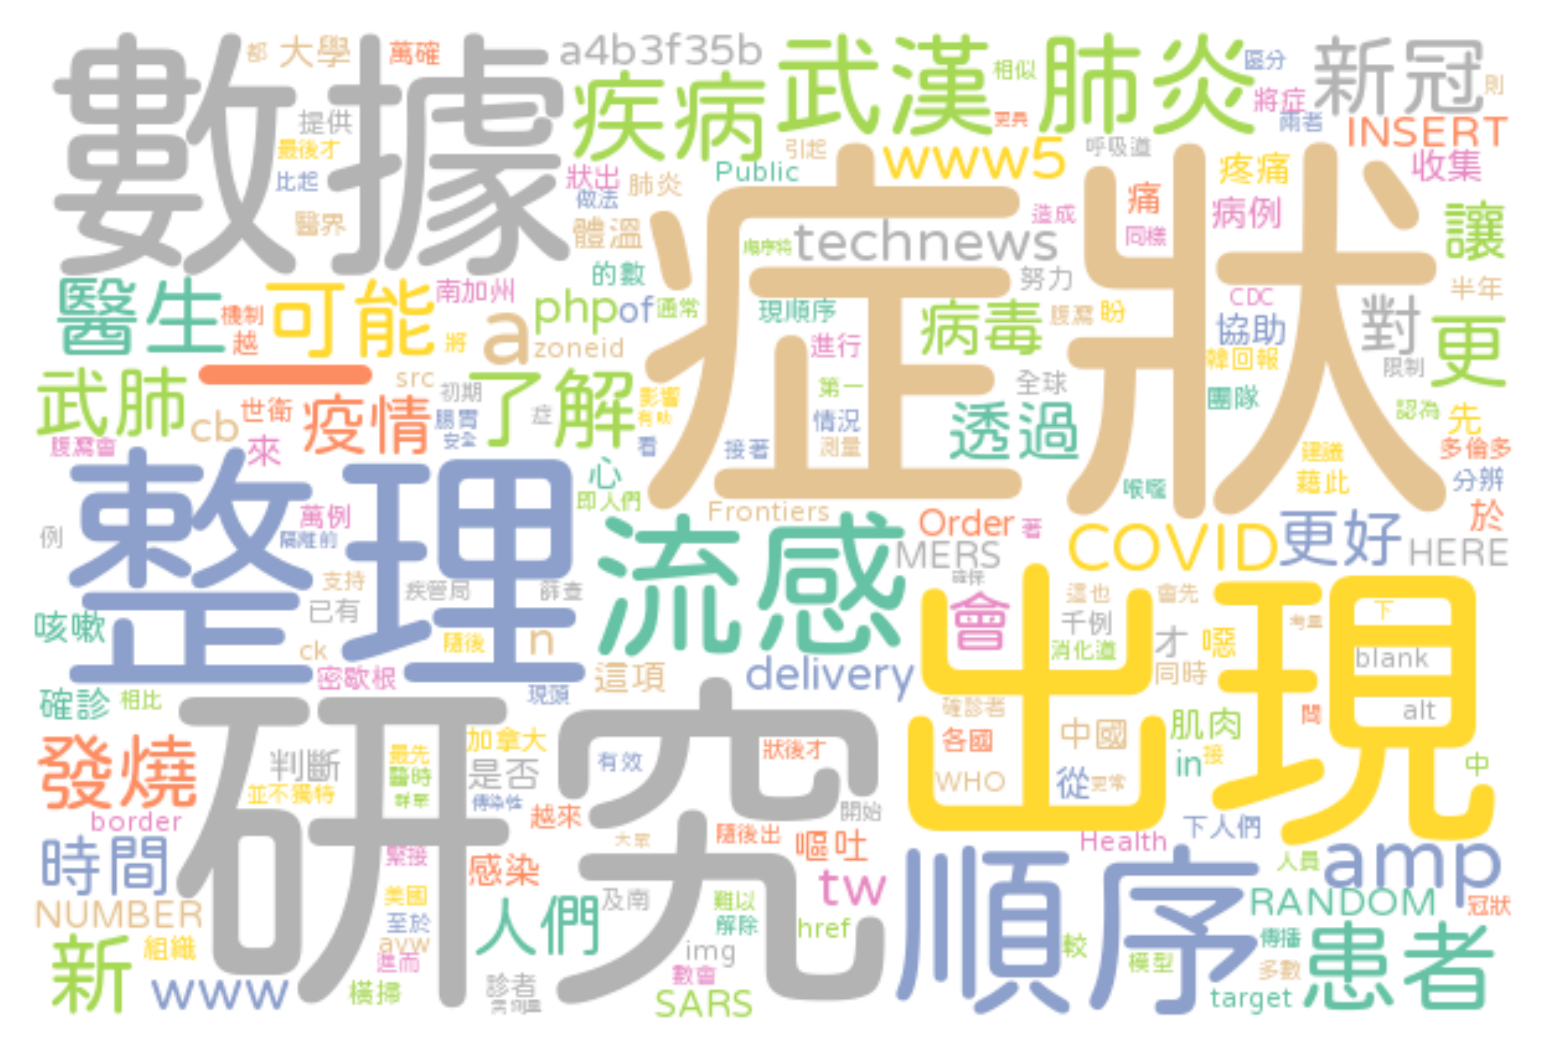 數據
都
大學
萬確
a4b3f35b
武漢肺炎
相似
區分
新冠
則
疾病
提供
最後才
比起
醫界
狀出
肺炎
做法
體溫
Public
引起
www5
呼吸道
將症
兩者
INSERT
收集
疼痛
痛
病例
同樣
造成
讓
症狀
technews
努力
的數
醫生
機制
越
可能
南加州
將
a
php
of
通常
zoneid
現順序
進行
病毒
腹瀉
盼
CDC
協助
韓回報
對
限制
半年
更
武肺
一
src
cb
世衛
來
疫情
初期
腸胃
安全
了解
症
影響
看
第一
情況
測量
接著
全球
透過
團隊
認為
先
建議
藉此
多倫多
分辨
腹瀉會
整理
例
萬例
隔離前
心
即人們
Frontiers
喉嚨
Order
著
MERS
COVID
更好
HERE
於
流感
支持
已有
疾管局
篩查
咳嗽
ck
密歇根
隨後
n
現頭
這項
delivery
會
出現
這也
會先
千例
消化道
才
噁
同時
下
blank
alt
確診
相比
研究
發燒
判斷
並不獨特
最先
加拿大
是否
傳染性
越來
有效
狀後才
確診者
各國
WHO
中國
從
更常
肌肉
in
接
問
中
border
時間
緊接
感染
大眾
隨後出
嘔吐
開始
Health
下人們
人員
amp
順序
tw
NUMBER
美國
至於
人們
及南
難以
解除
href
RANDOM
冠狀
新
組織
www
進而
橫掃
診者
img
數會
SARS
較
模型
傳播
多數
target
患者